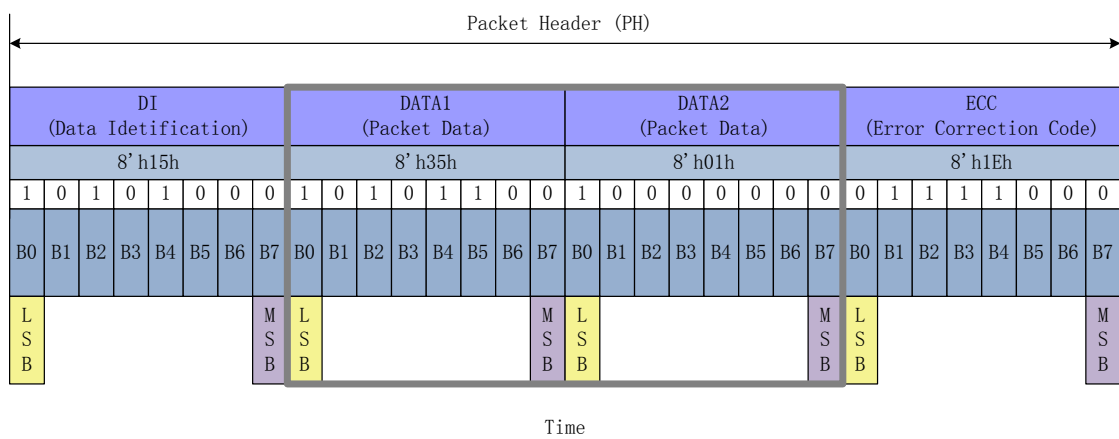 Packet Header (PH)
DI DATA1 DATA2 ECC
(Data Idetification) (Packet Data) (Packet Data) (Error Correction Code)
8'h15h 8'h35h 8'h01h 8'h1Eh
1 0 1 0 1 0 0 0 1 0 1 0 1 1 0 0 1 0 0 0 0 0 0 0 0 1 1 1 1 0 0 0
B0 B1 B2 B3 B4 B5 B6 B7 B0 B1 B2 B3 B4 B5 B6 B7 B0 B1 B2 B3 B4 B5 B6 B7 B0 B1 B2 B3 B4 B5 B6 B7
L M L M L M L M
S S S S S S S S
B B B B B B B B
Time